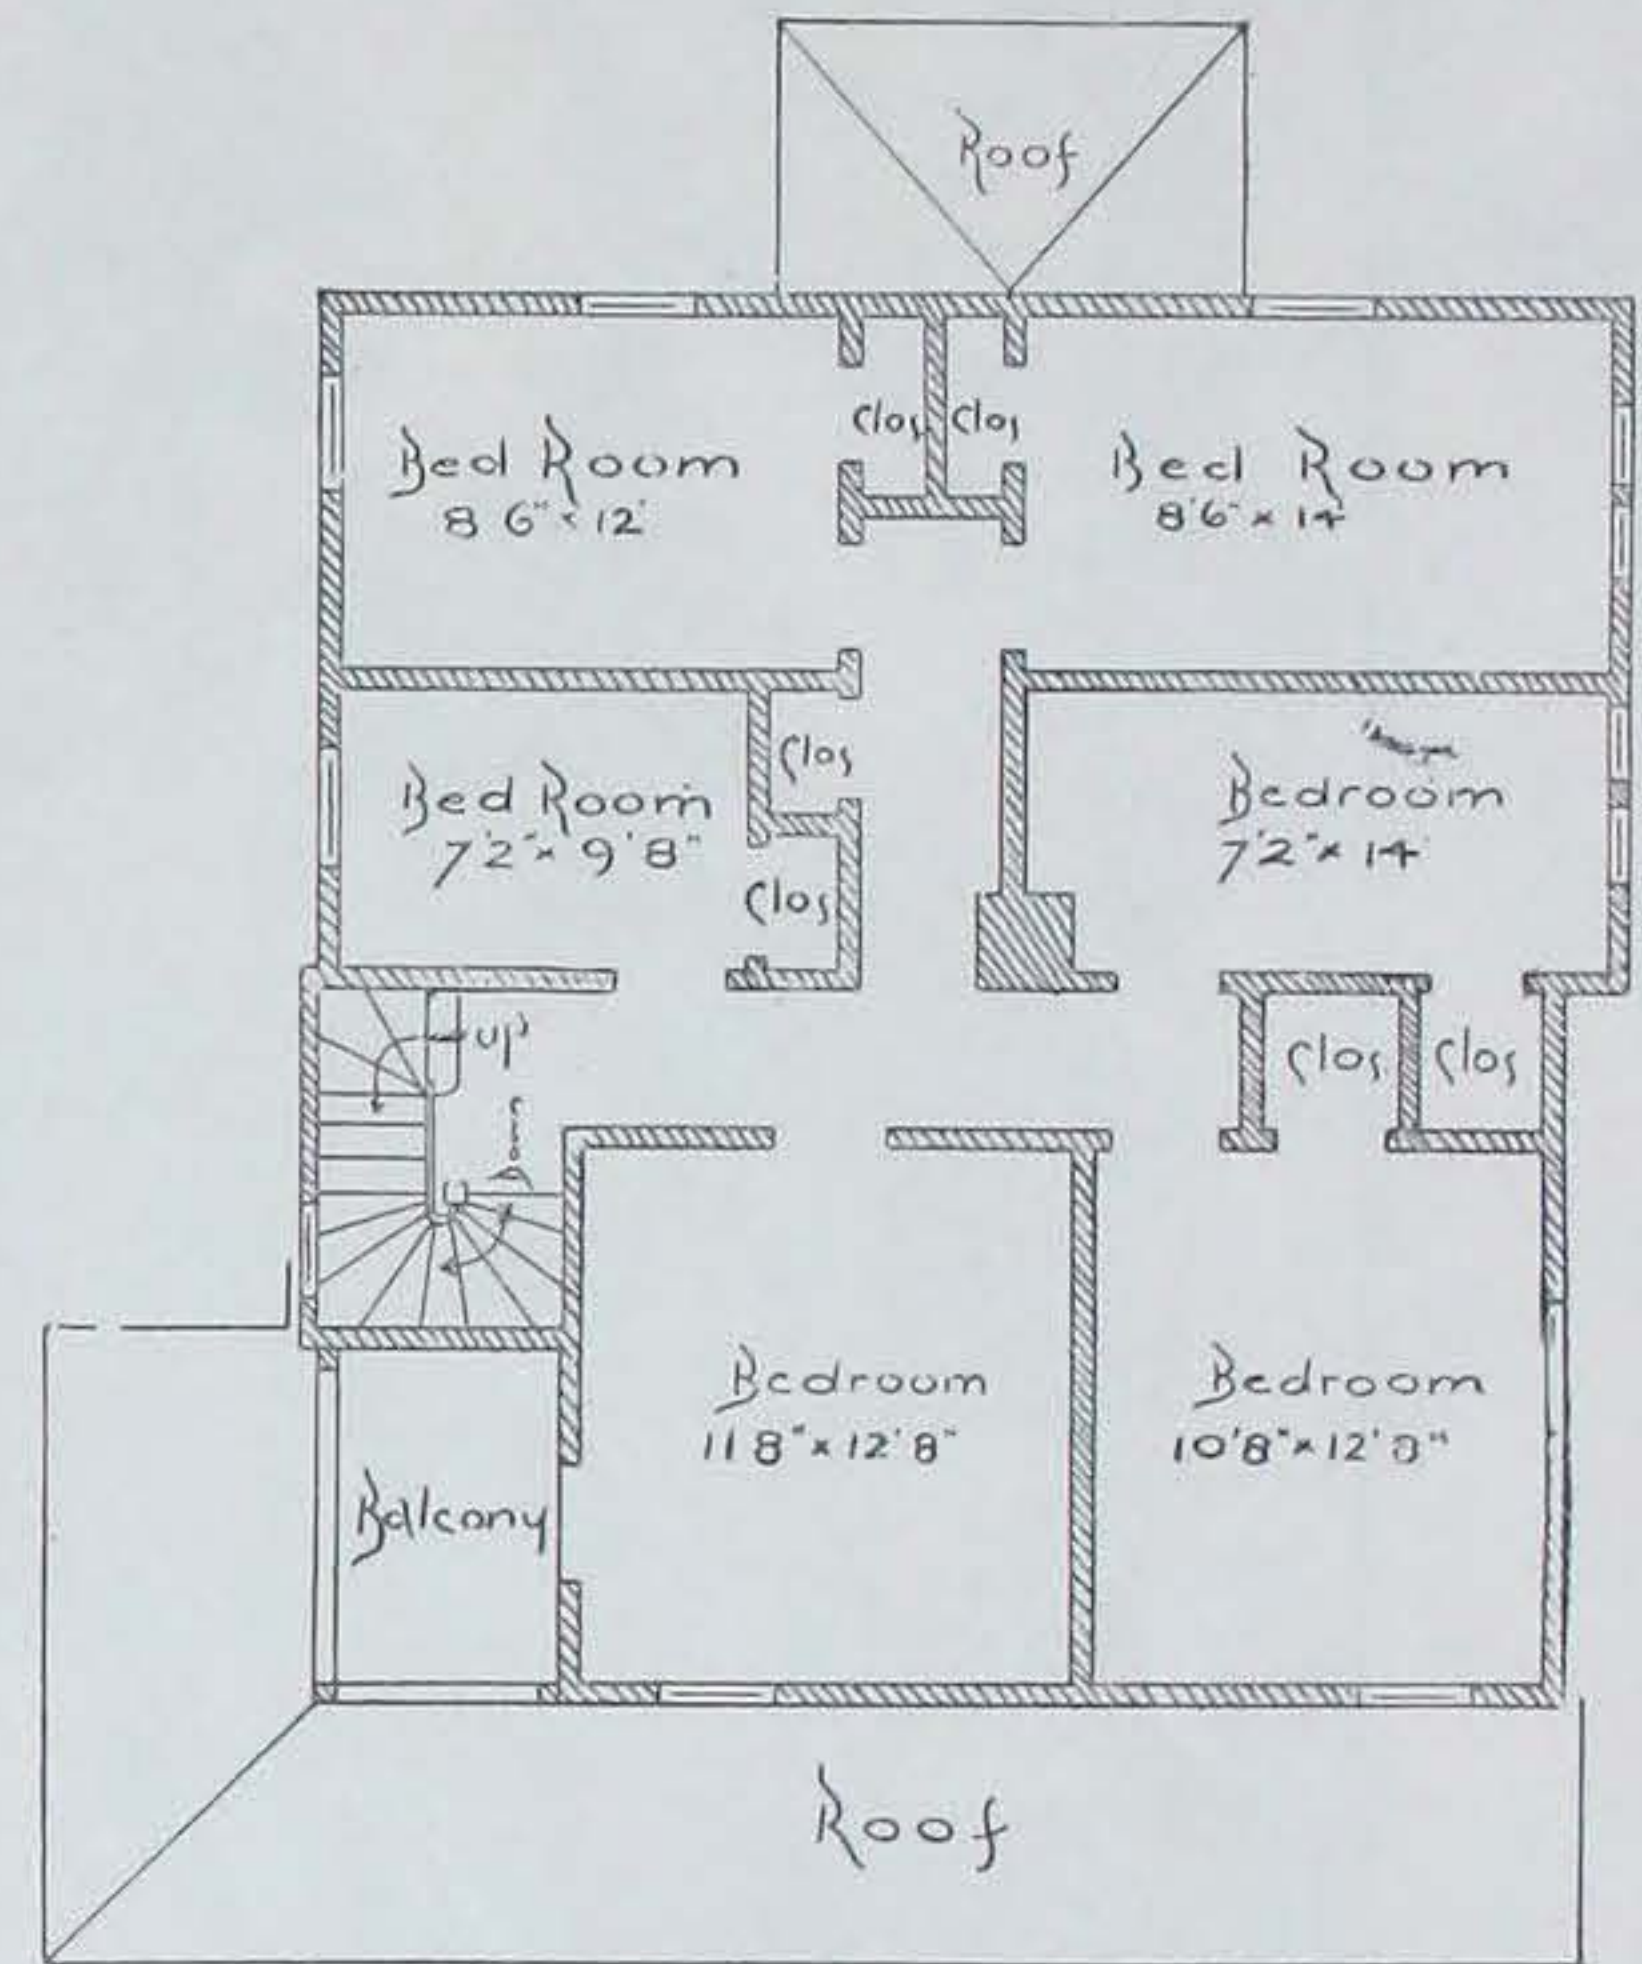 Roof
Clos Clos
Bed Room
8 6" x 12'
Bed Room
8'6" x 14
Clos
Bed Room
7'2" x 9'8"
Bedroom
7'2" x 14'
Clos
up
Clos Clos
Down
Bedroom
11 8" x 12'8"
Bedroom
10'8" x 12'8"
Balcony
Roof